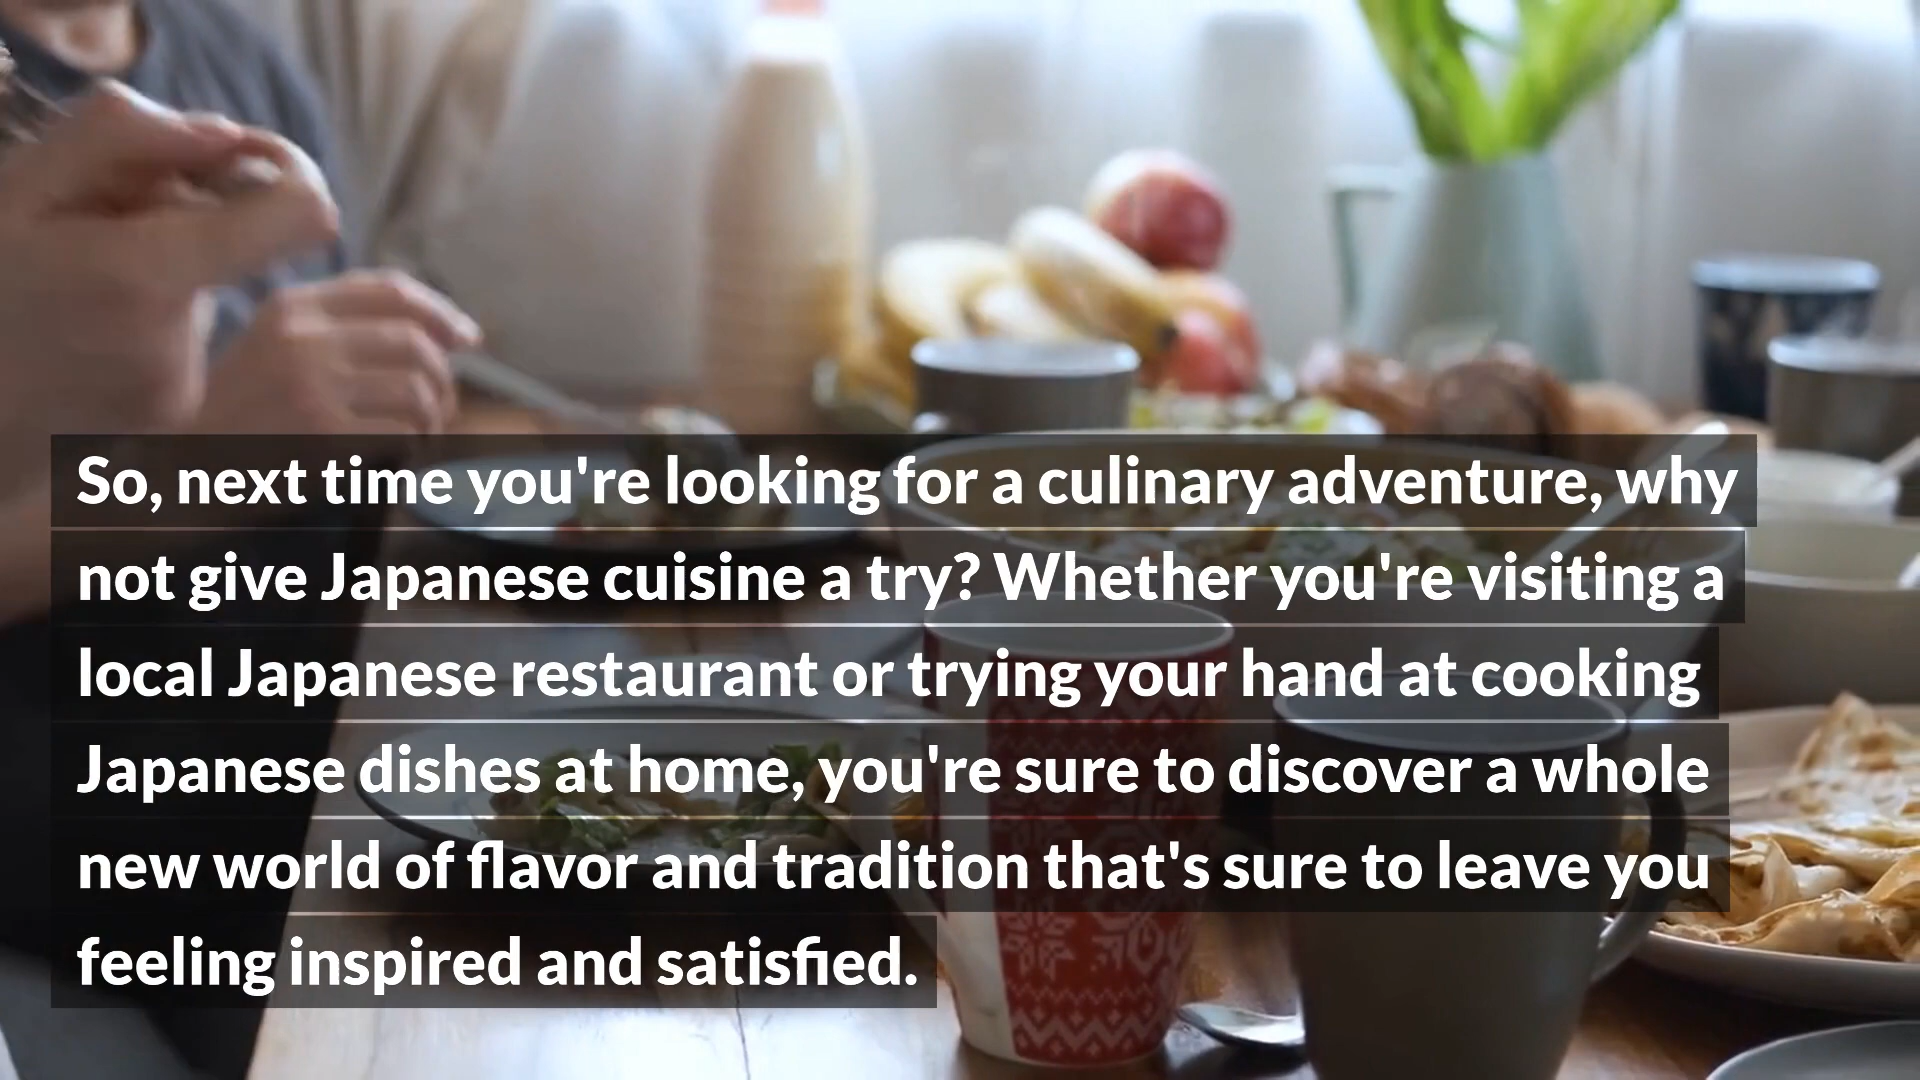 So, next time you're looking for a culinary adventure, why
not give Japanese cuisine a try? Whether you're visiting a
local Japanese restaurant or trying your hand at cooking
Japanese dishes at home, you're sure to discover a whole
new world of flavor and tradition that's sure to leave you
feeling inspired and satisfied.